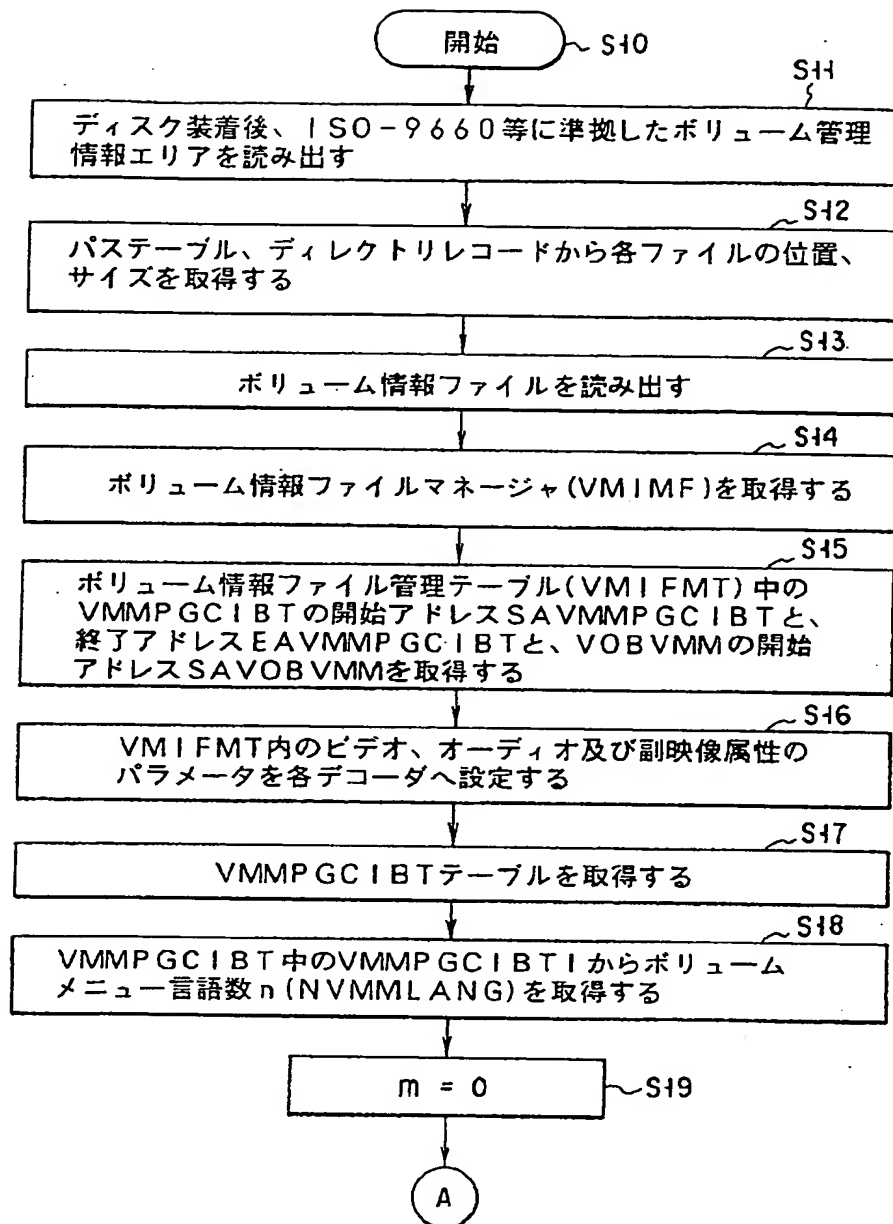 開始
S10
S11
ディスク装着後、ISO-9660等に準拠したボリューム管理
情報エリアを読み出す
S12
パステーブル、ディレクトリレコードから各ファイルの位置、
サイズを取得する
S13
ボリューム情報ファイルを読み出す
S14
ボリューム情報ファイルマネージャ(VMIMF)を取得する
S15
ボリューム情報ファイル管理テーブル(VMIFMT)中の
VMMPGCIBTの開始アドレスSAVMMPGCIBTと、
終了アドレスEAVMMPGCIBTと、VOBVMMの開始
アドレスSAVOBVMMを取得する
S16
VMIFMT内のビデオ、オーディオ及び副映像属性の
パラメータを各デコーダへ設定する
S17
VMMPGCIBTテーブルを取得する
S18
VMMPGCIBT中のVMMPGCIBTIからボリューム
メニュー言語数n(NVMMLANG)を取得する
m = 0
S19
A